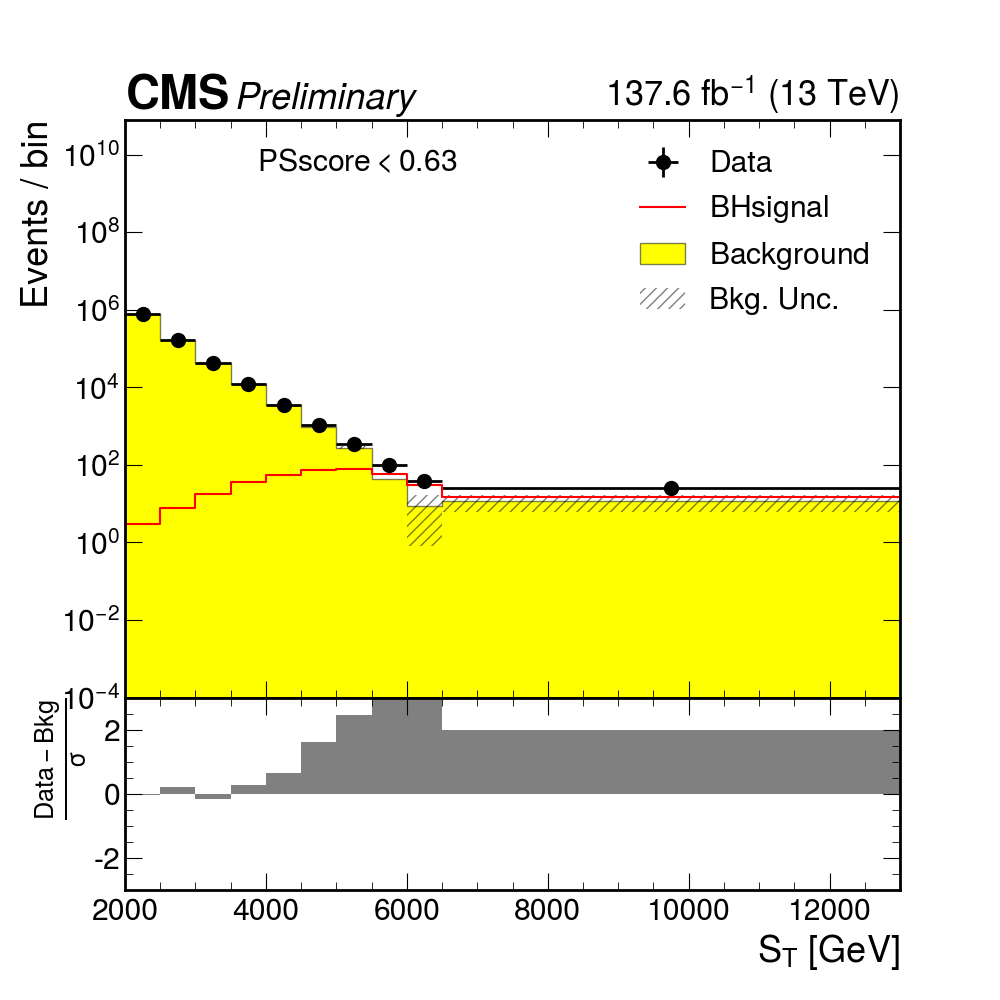 CMS Preliminary 137.6 fb⁻¹ (13 TeV)
Events / bin
PSscore < 0.63
Data
BHsignal
Background
Bkg. Unc.
10¹⁰
10⁸
10⁶
10⁴
10²
10⁰
10⁻²
10⁻⁴
Data − Bkg
σ
2
0
-2
2000 4000 6000 8000 10000 12000
S_T [GeV]